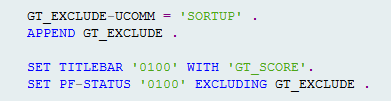 GT_EXCLUDE-UCOMM = 'SORTUP' .
APPEND GT_EXCLUDE .
SET TITLEBAR '0100' WITH 'GT_SCORE'.
SET PF-STATUS '0100' EXCLUDING GT_EXCLUDE .